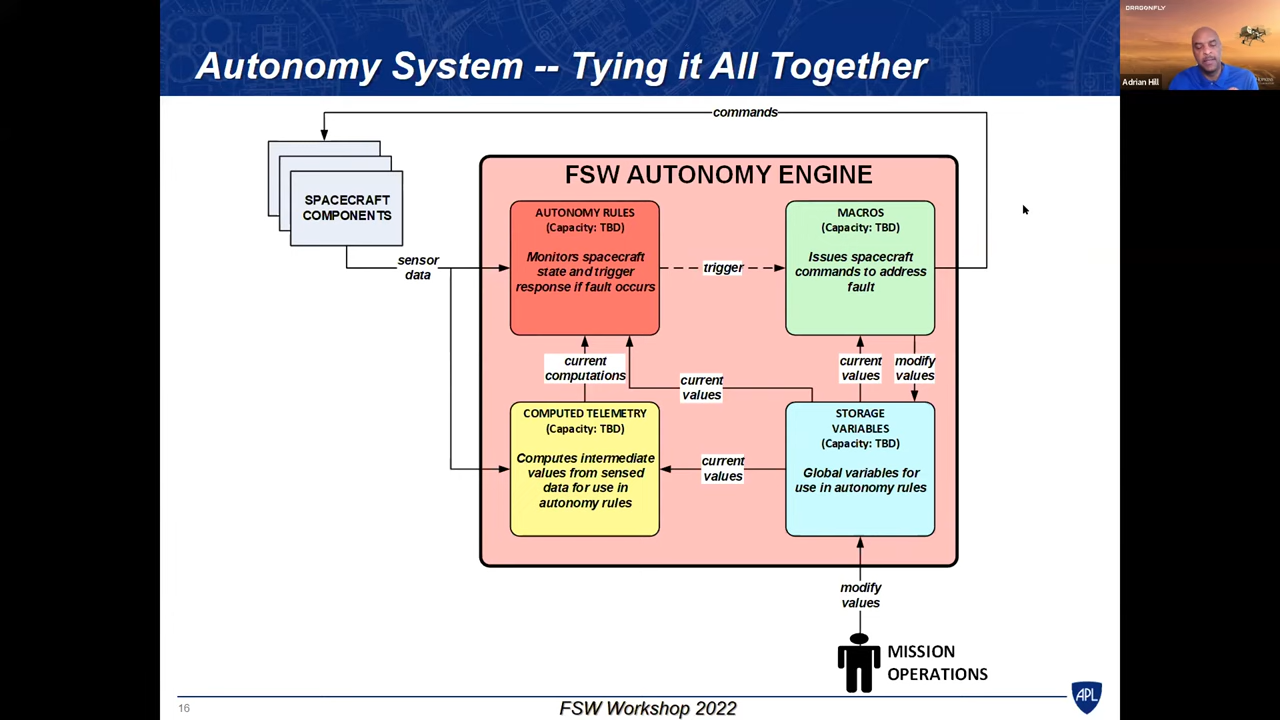 Autonomy System -- Tying it All Together
DRAGONFLY
Adrian Hill
commands
SPACECRAFT
COMPONENTS
sensor
data
FSW AUTONOMY ENGINE
AUTONOMY RULES
(Capacity: TBD)
Monitors spacecraft
state and trigger
response if fault occurs
trigger
MACROS
(Capacity: TBD)
Issues spacecraft
commands to address
fault
current
computations
current
values
current
values
modify
values
COMPUTED TELEMETRY
(Capacity: TBD)
Computes intermediate
values from sensed
data for use in
autonomy rules
current
values
STORAGE
VARIABLES
(Capacity: TBD)
Global variables for
use in autonomy rules
modify
values
MISSION
OPERATIONS
16
FSW Workshop 2022
APL